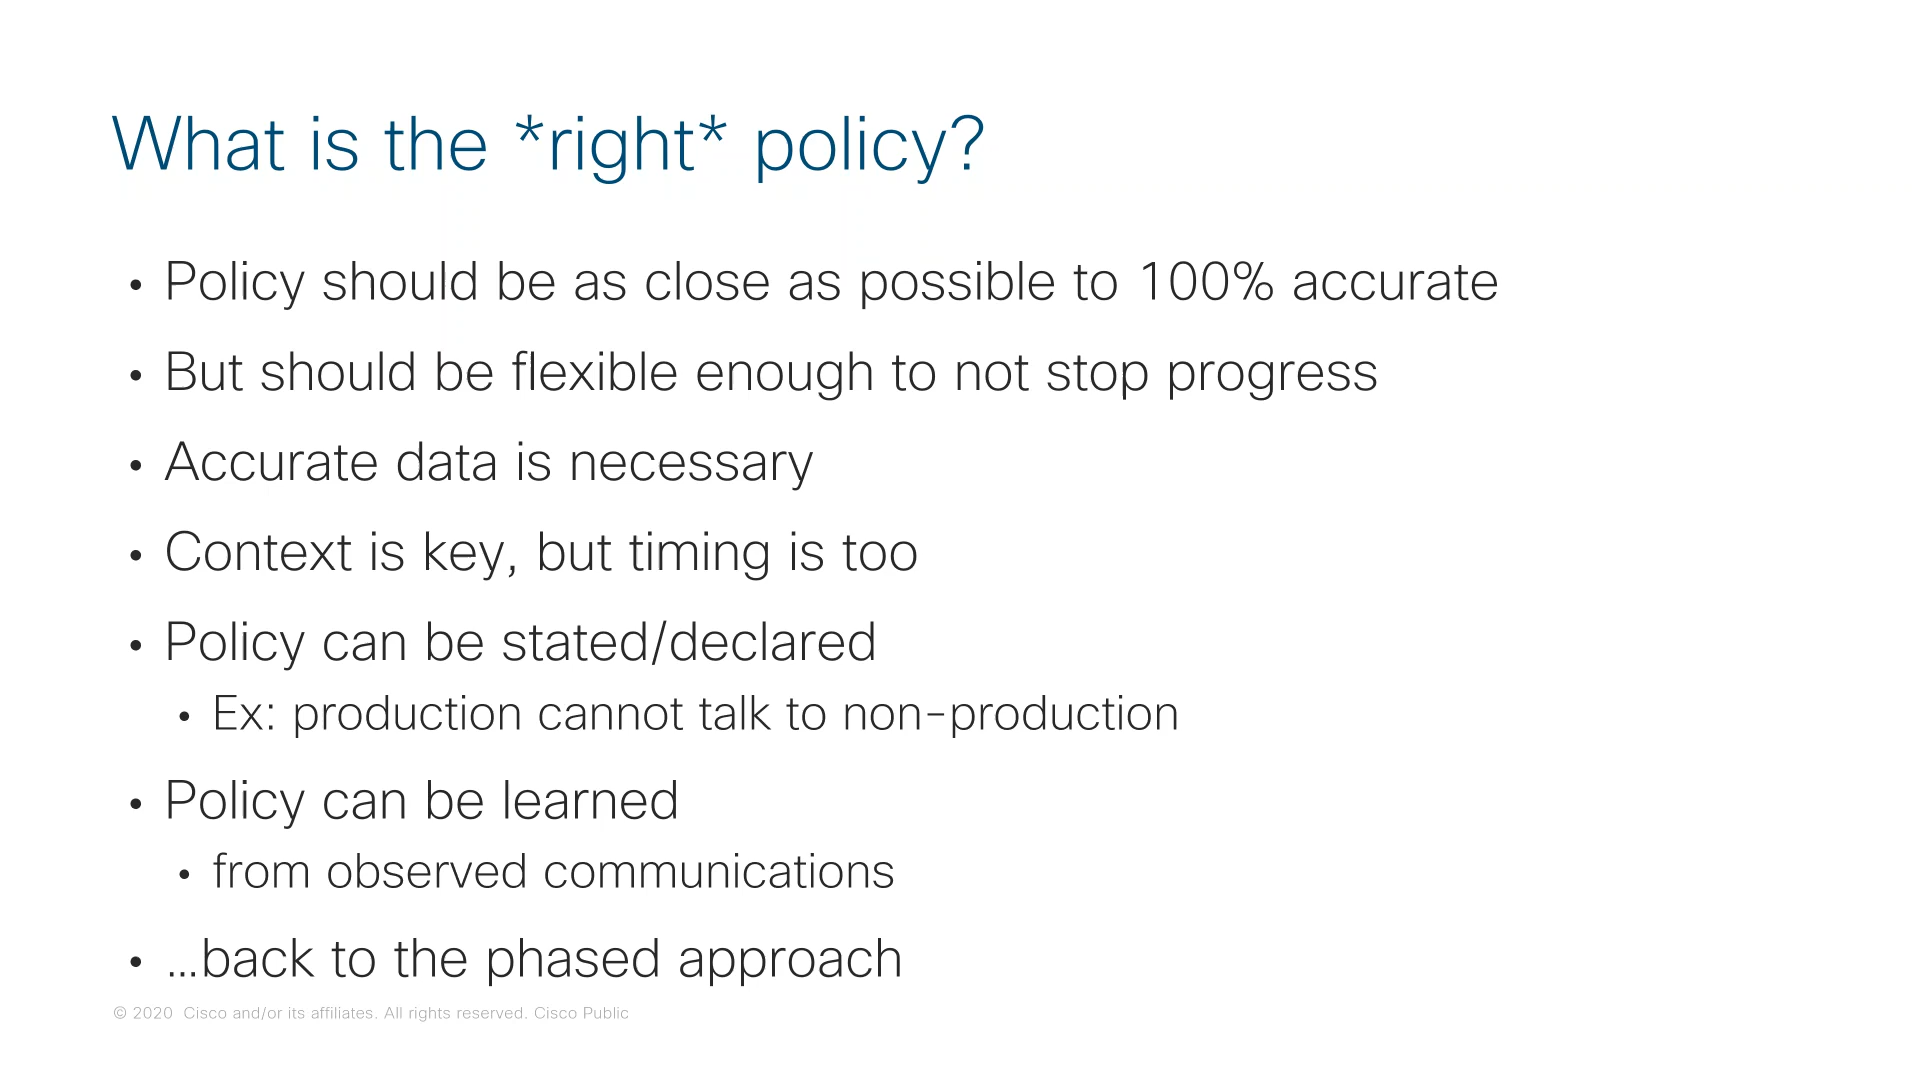 What is the *right* policy?
• Policy should be as close as possible to 100% accurate
• But should be flexible enough to not stop progress
• Accurate data is necessary
• Context is key, but timing is too
• Policy can be stated/declared
• Ex: production cannot talk to non-production
• Policy can be learned
• from observed communications
• ...back to the phased approach
© 2020 Cisco and/or its affiliates. All rights reserved. Cisco Public